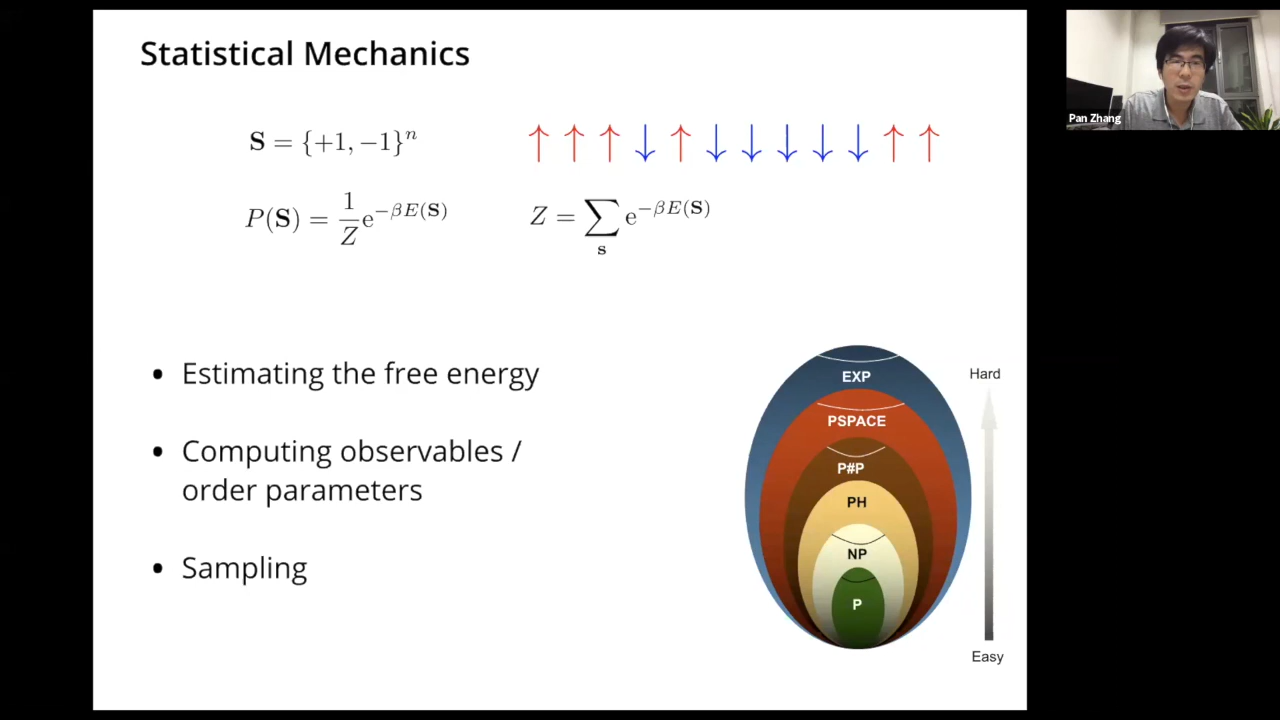 Statistical Mechanics
S = {+1, −1}ⁿ
↑ ↑ ↑ ↓ ↑ ↓ ↓ ↓ ↓ ↓ ↑ ↑
P(S) = 1/Z e^{−βE(S)}
Z = ∑_s e^{−βE(S)}
• Estimating the free energy
• Computing observables /
order parameters
• Sampling
EXP
PSPACE
P#P
PH
NP
P
Hard
Easy
Pan Zhang